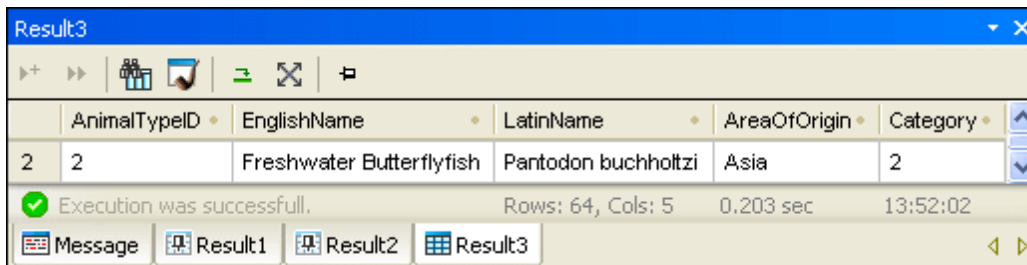 Result3
AnimalTypeID EnglishName LatinName AreaOfOrigin Category
2 2 Freshwater Butterflyfish Pantodon buchholtzi Asia 2
Execution was successfull. Rows: 64, Cols: 5 0.203 sec 13:52:02
Message Result1 Result2 Result3